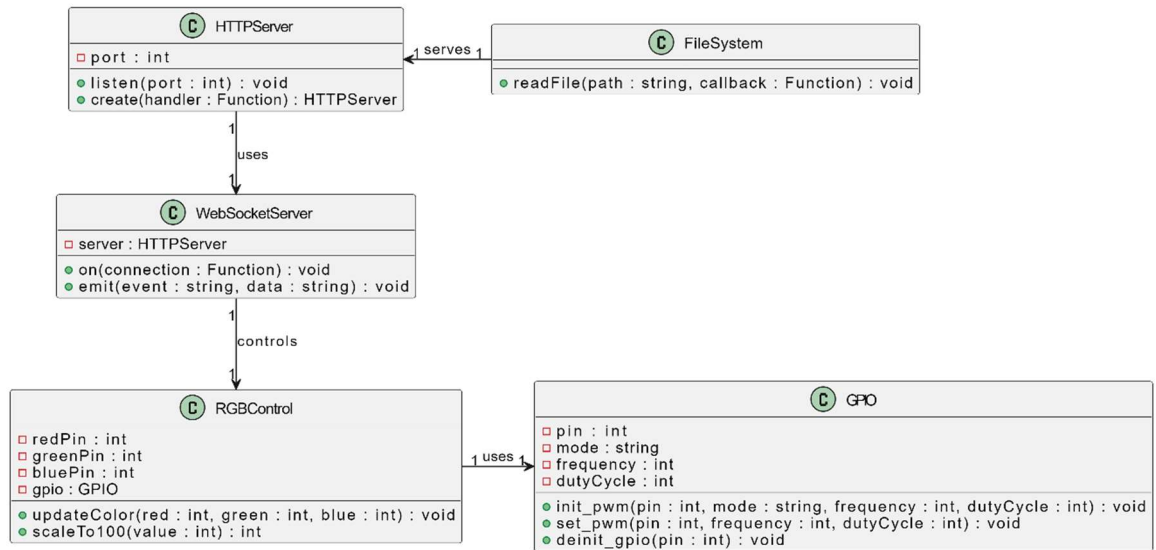 C HTTPServer
port : int
listen(port : int) : void
create(handler : Function) : HTTPServer
1 serves 1
C FileSystem
readFile(path : string, callback : Function) : void
1
uses
1
C WebSocketServer
server : HTTPServer
on(connection : Function) : void
emit(event : string, data : string) : void
1
controls
1
C RGBControl
redPin : int
greenPin : int
bluePin : int
gpio : GPIO
updateColor(red : int, green : int, blue : int) : void
scaleTo100(value : int) : int
1 uses 1
C GPIO
pin : int
mode : string
frequency : int
dutyCycle : int
init_pwm(pin : int, mode : string, frequency : int, dutyCycle : int) : void
set_pwm(pin : int, frequency : int, dutyCycle : int) : void
deinit_gpio(pin : int) : void